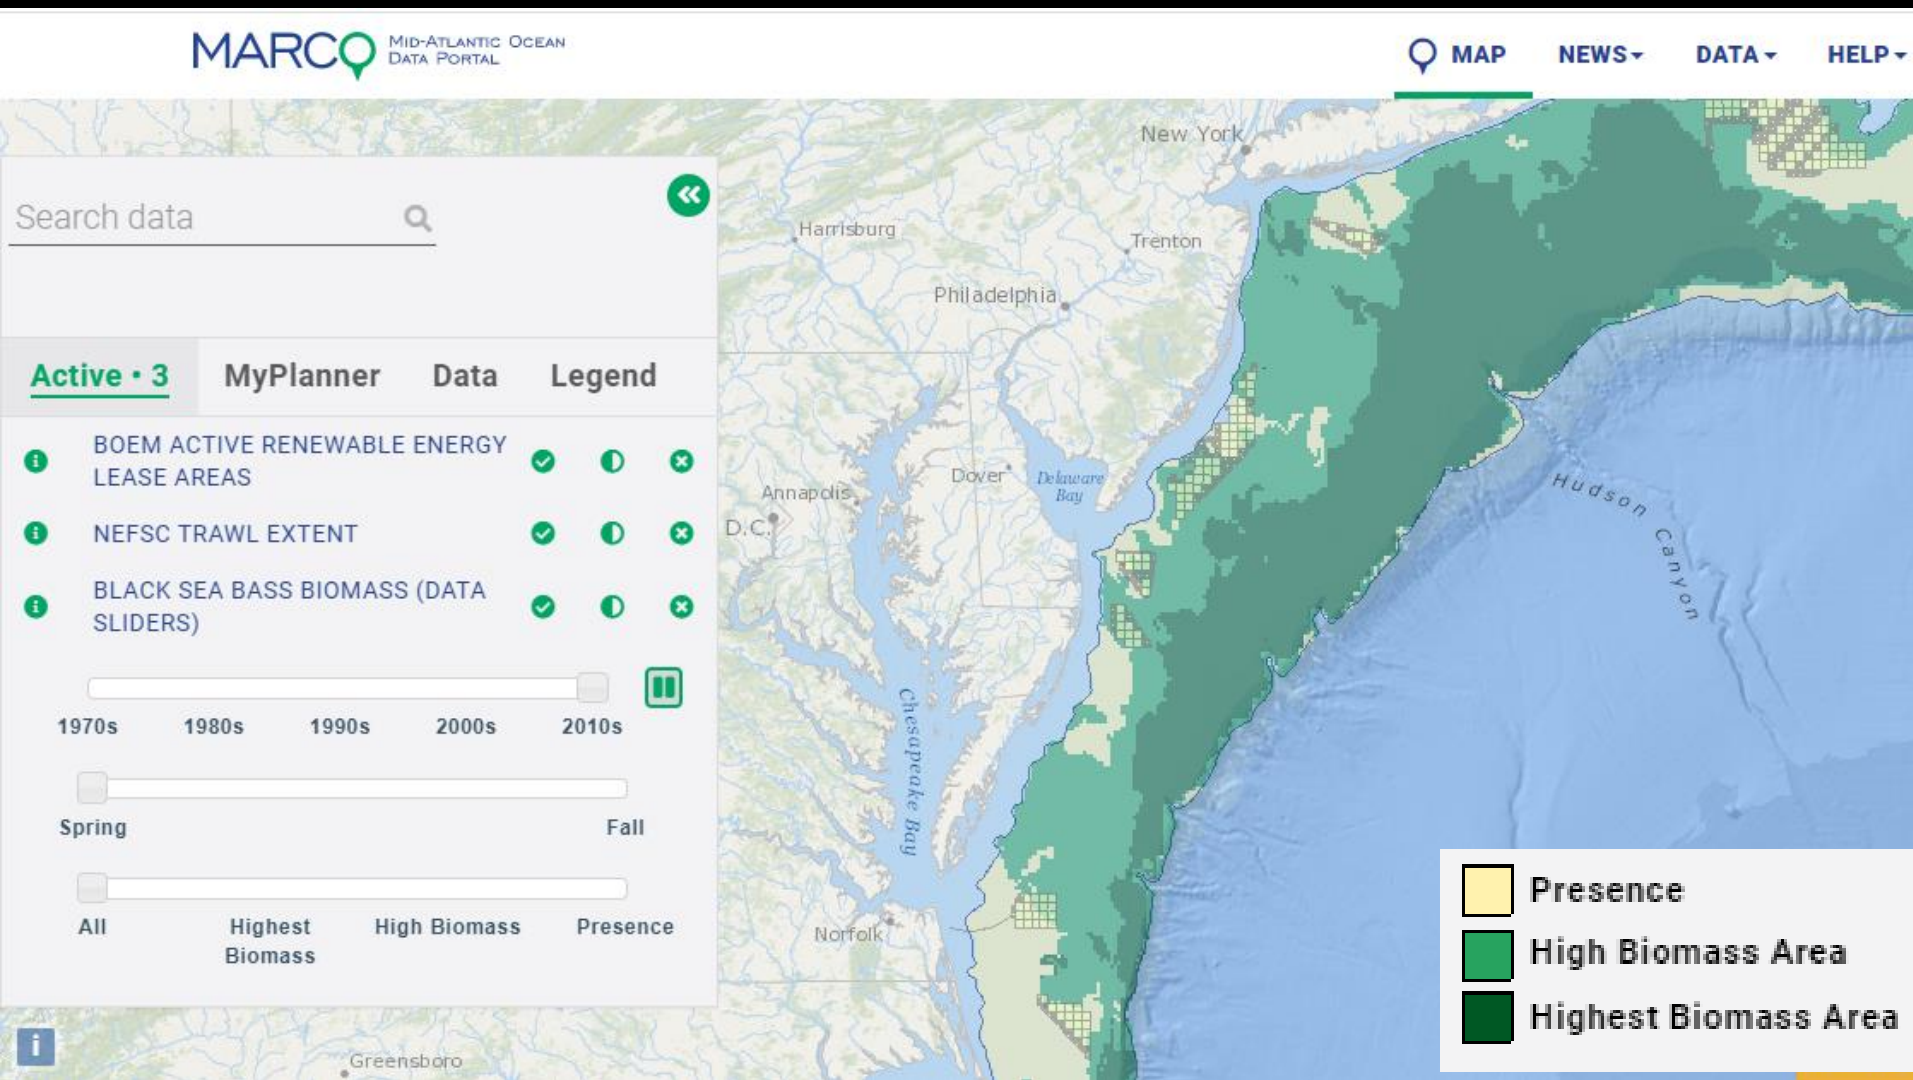 MARCO MID-ATLANTIC OCEAN
DATA PORTAL
MAP NEWS DATA HELP
Search data
Active • 3 MyPlanner Data Legend
BOEM ACTIVE RENEWABLE ENERGY
LEASE AREAS
NEFSC TRAWL EXTENT
BLACK SEA BASS BIOMASS (DATA
SLIDERS)
1970s 1980s 1990s 2000s 2010s
Spring Fall
All Highest
Biomass High Biomass Presence
i
New York
Harrisburg
Trenton
Philadelphia
Dover
Delaware
Bay
Annapolis
D.C.
Hudson Canyon
Chesapeake Bay
Norfolk
Greensboro
Presence
High Biomass Area
Highest Biomass Area